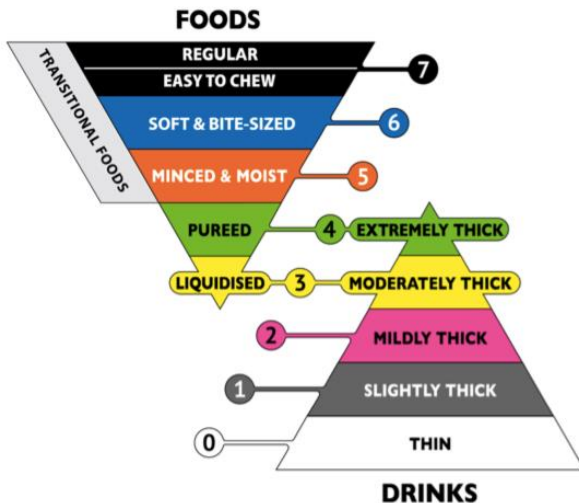 FOODS
REGULAR
EASY TO CHEW
7
TRANSITIONAL FOODS
SOFT & BITE-SIZED
6
MINCED & MOIST
5
PUREED
4
EXTREMELY THICK
LIQUIDISED
3
MODERATELY THICK
2
MILDLY THICK
1
SLIGHTLY THICK
0
THIN
DRINKS